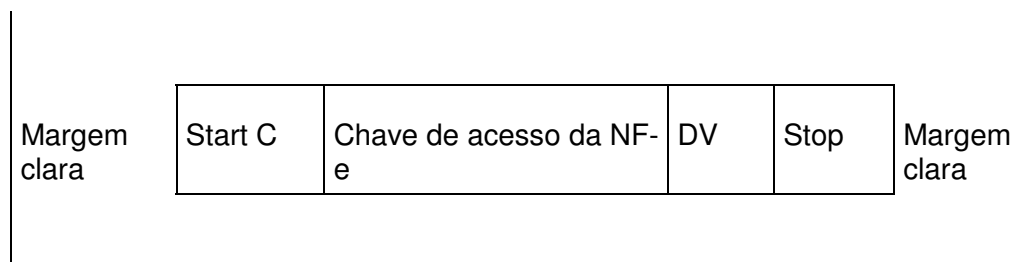 Margem
clara
Start C
Chave de acesso da NF-
e
DV
Stop
Margem
clara